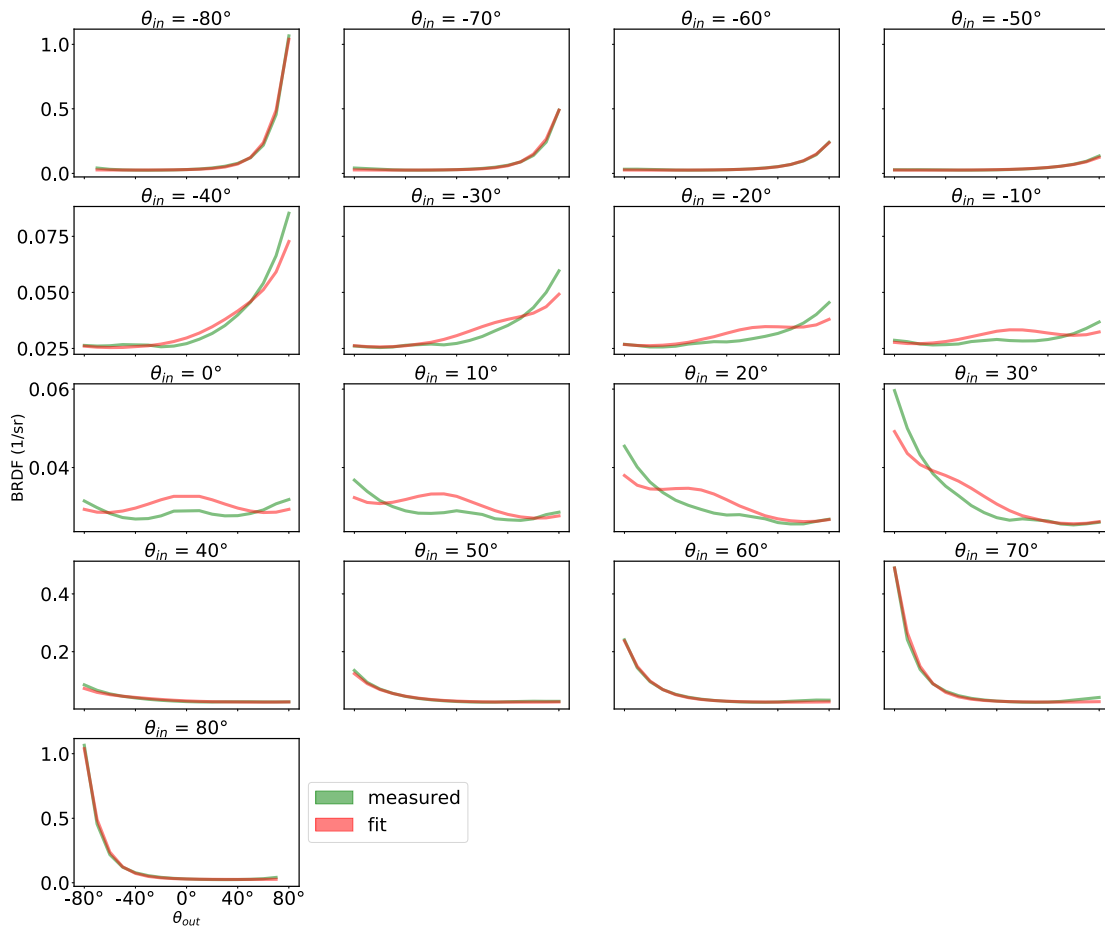 θin = -80° θin = -70° θin = -60° θin = -50°
1.0
0.5
0.0
θin = -40° θin = -30° θin = -20° θin = -10°
0.075
0.050
0.025
BRDF (1/sr)
θin = 0° θin = 10° θin = 20° θin = 30°
0.06
0.04
θin = 40° θin = 50° θin = 60° θin = 70°
0.4
0.2
θin = 80°
1.0
0.5
0.0
measured
fit
-80° -40° 0° 40° 80°
θout